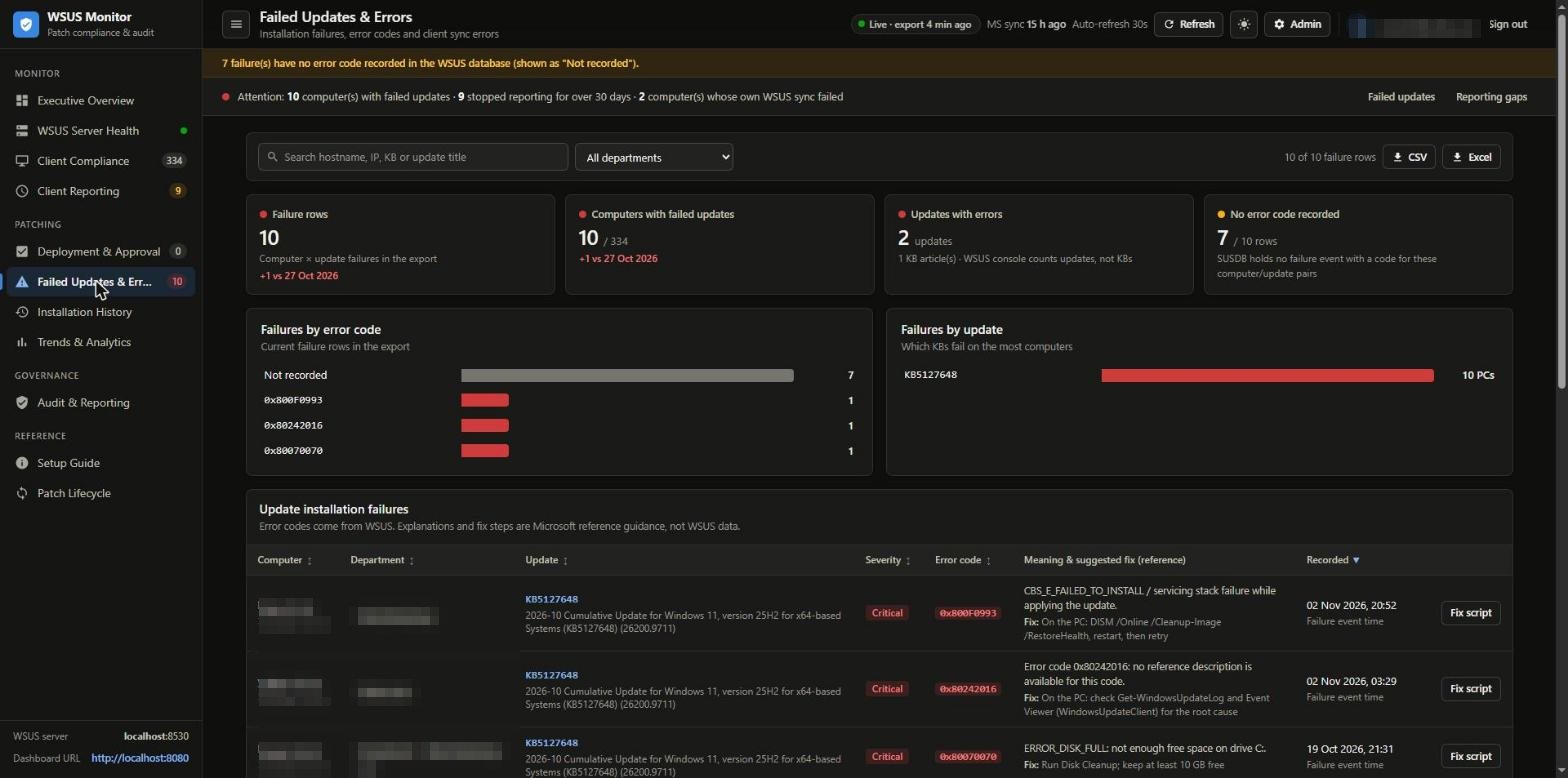 WSUS Monitor
Patch compliance & audit
MONITOR
Executive Overview
WSUS Server Health
Client Compliance 334
Client Reporting 9
PATCHING
Deployment & Approval 0
Failed Updates & Err... 10
Installation History
Trends & Analytics
GOVERNANCE
Audit & Reporting
REFERENCE
Setup Guide
Patch Lifecycle
WSUS server localhost:8530
Dashboard URL http://localhost:8080
Failed Updates & Errors
Installation failures, error codes and client sync errors
Live · export 4 min ago MS sync 15 h ago Auto-refresh 30s Refresh Admin Sign out
7 failure(s) have no error code recorded in the WSUS database (shown as "Not recorded").
Attention: 10 computer(s) with failed updates · 9 stopped reporting for over 30 days · 2 computer(s) whose own WSUS sync failed Failed updates Reporting gaps
Search hostname, IP, KB or update title All departments 10 of 10 failure rows CSV Excel
Failure rows
10
Computer × update failures in the export
+1 vs 27 Oct 2026
Computers with failed updates
10 / 334
+1 vs 27 Oct 2026
Updates with errors
2 updates
1 KB article(s) · WSUS console counts updates, not KBs
No error code recorded
7 / 10 rows
SUSDB holds no failure event with a code for these
computer/update pairs
Failures by error code
Current failure rows in the export
Not recorded 7
0x800F0993 1
0x80242016 1
0x80070070 1
Failures by update
Which KBs fail on the most computers
KB5127648 10 PCs
Update installation failures
Error codes come from WSUS. Explanations and fix steps are Microsoft reference guidance, not WSUS data.
Computer Department Update Severity Error code Meaning & suggested fix (reference) Recorded
KB5127648
2026-10 Cumulative Update for Windows 11, version 25H2 for x64-based
Systems (KB5127648) (26200.9711)
Critical
0x800F0993
CBS_E_FAILED_TO_INSTALL / servicing stack failure while
applying the update.
Fix: On the PC: DISM /Online /Cleanup-Image
/RestoreHealth, restart, then retry
02 Nov 2026, 20:52
Failure event time
Fix script
KB5127648
2026-10 Cumulative Update for Windows 11, version 25H2 for x64-based
Systems (KB5127648) (26200.9711)
Critical
0x80242016
Error code 0x80242016: no reference description is
available for this code.
Fix: On the PC: check Get-WindowsUpdateLog and Event
Viewer (WindowsUpdateClient) for the root cause
02 Nov 2026, 03:29
Failure event time
Fix script
KB5127648
2026-10 Cumulative Update for Windows 11, version 25H2 for x64-based
Systems (KB5127648) (26200.9711)
Critical
0x80070070
ERROR_DISK_FULL: not enough free space on drive C:.
Fix: Run Disk Cleanup; keep at least 10 GB free
19 Oct 2026, 21:31
Failure event time
Fix script